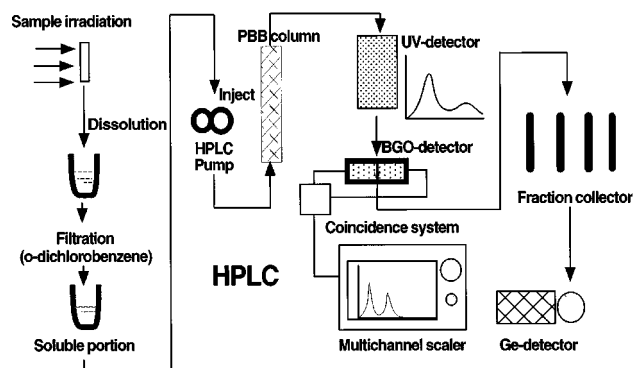 Sample irradiation
Dissolution
Filtration
(o-dichlorobenzene)
Soluble portion
Inject
HPLC
Pump
PBB column
HPLC
UV-detector
BGO-detector
Coincidence system
Multichannel scaler
Fraction collector
Ge-detector